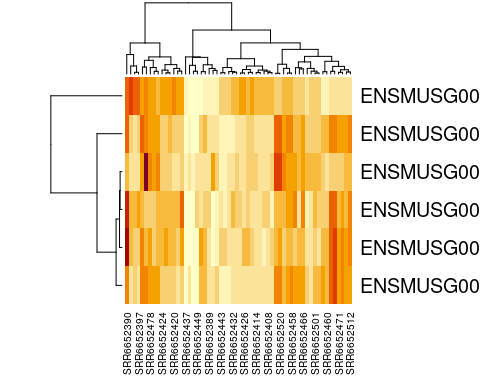 ENSMUSG00
ENSMUSG00
ENSMUSG00
ENSMUSG00
ENSMUSG00
ENSMUSG00
SRR6652390
SRR6652397
SRR6652478
SRR6652424
SRR6652420
SRR6652437
SRR6652449
SRR6652389
SRR6652443
SRR6652432
SRR6652426
SRR6652414
SRR6652408
SRR6652520
SRR6652458
SRR6652466
SRR6652501
SRR6652460
SRR6652471
SRR6652512